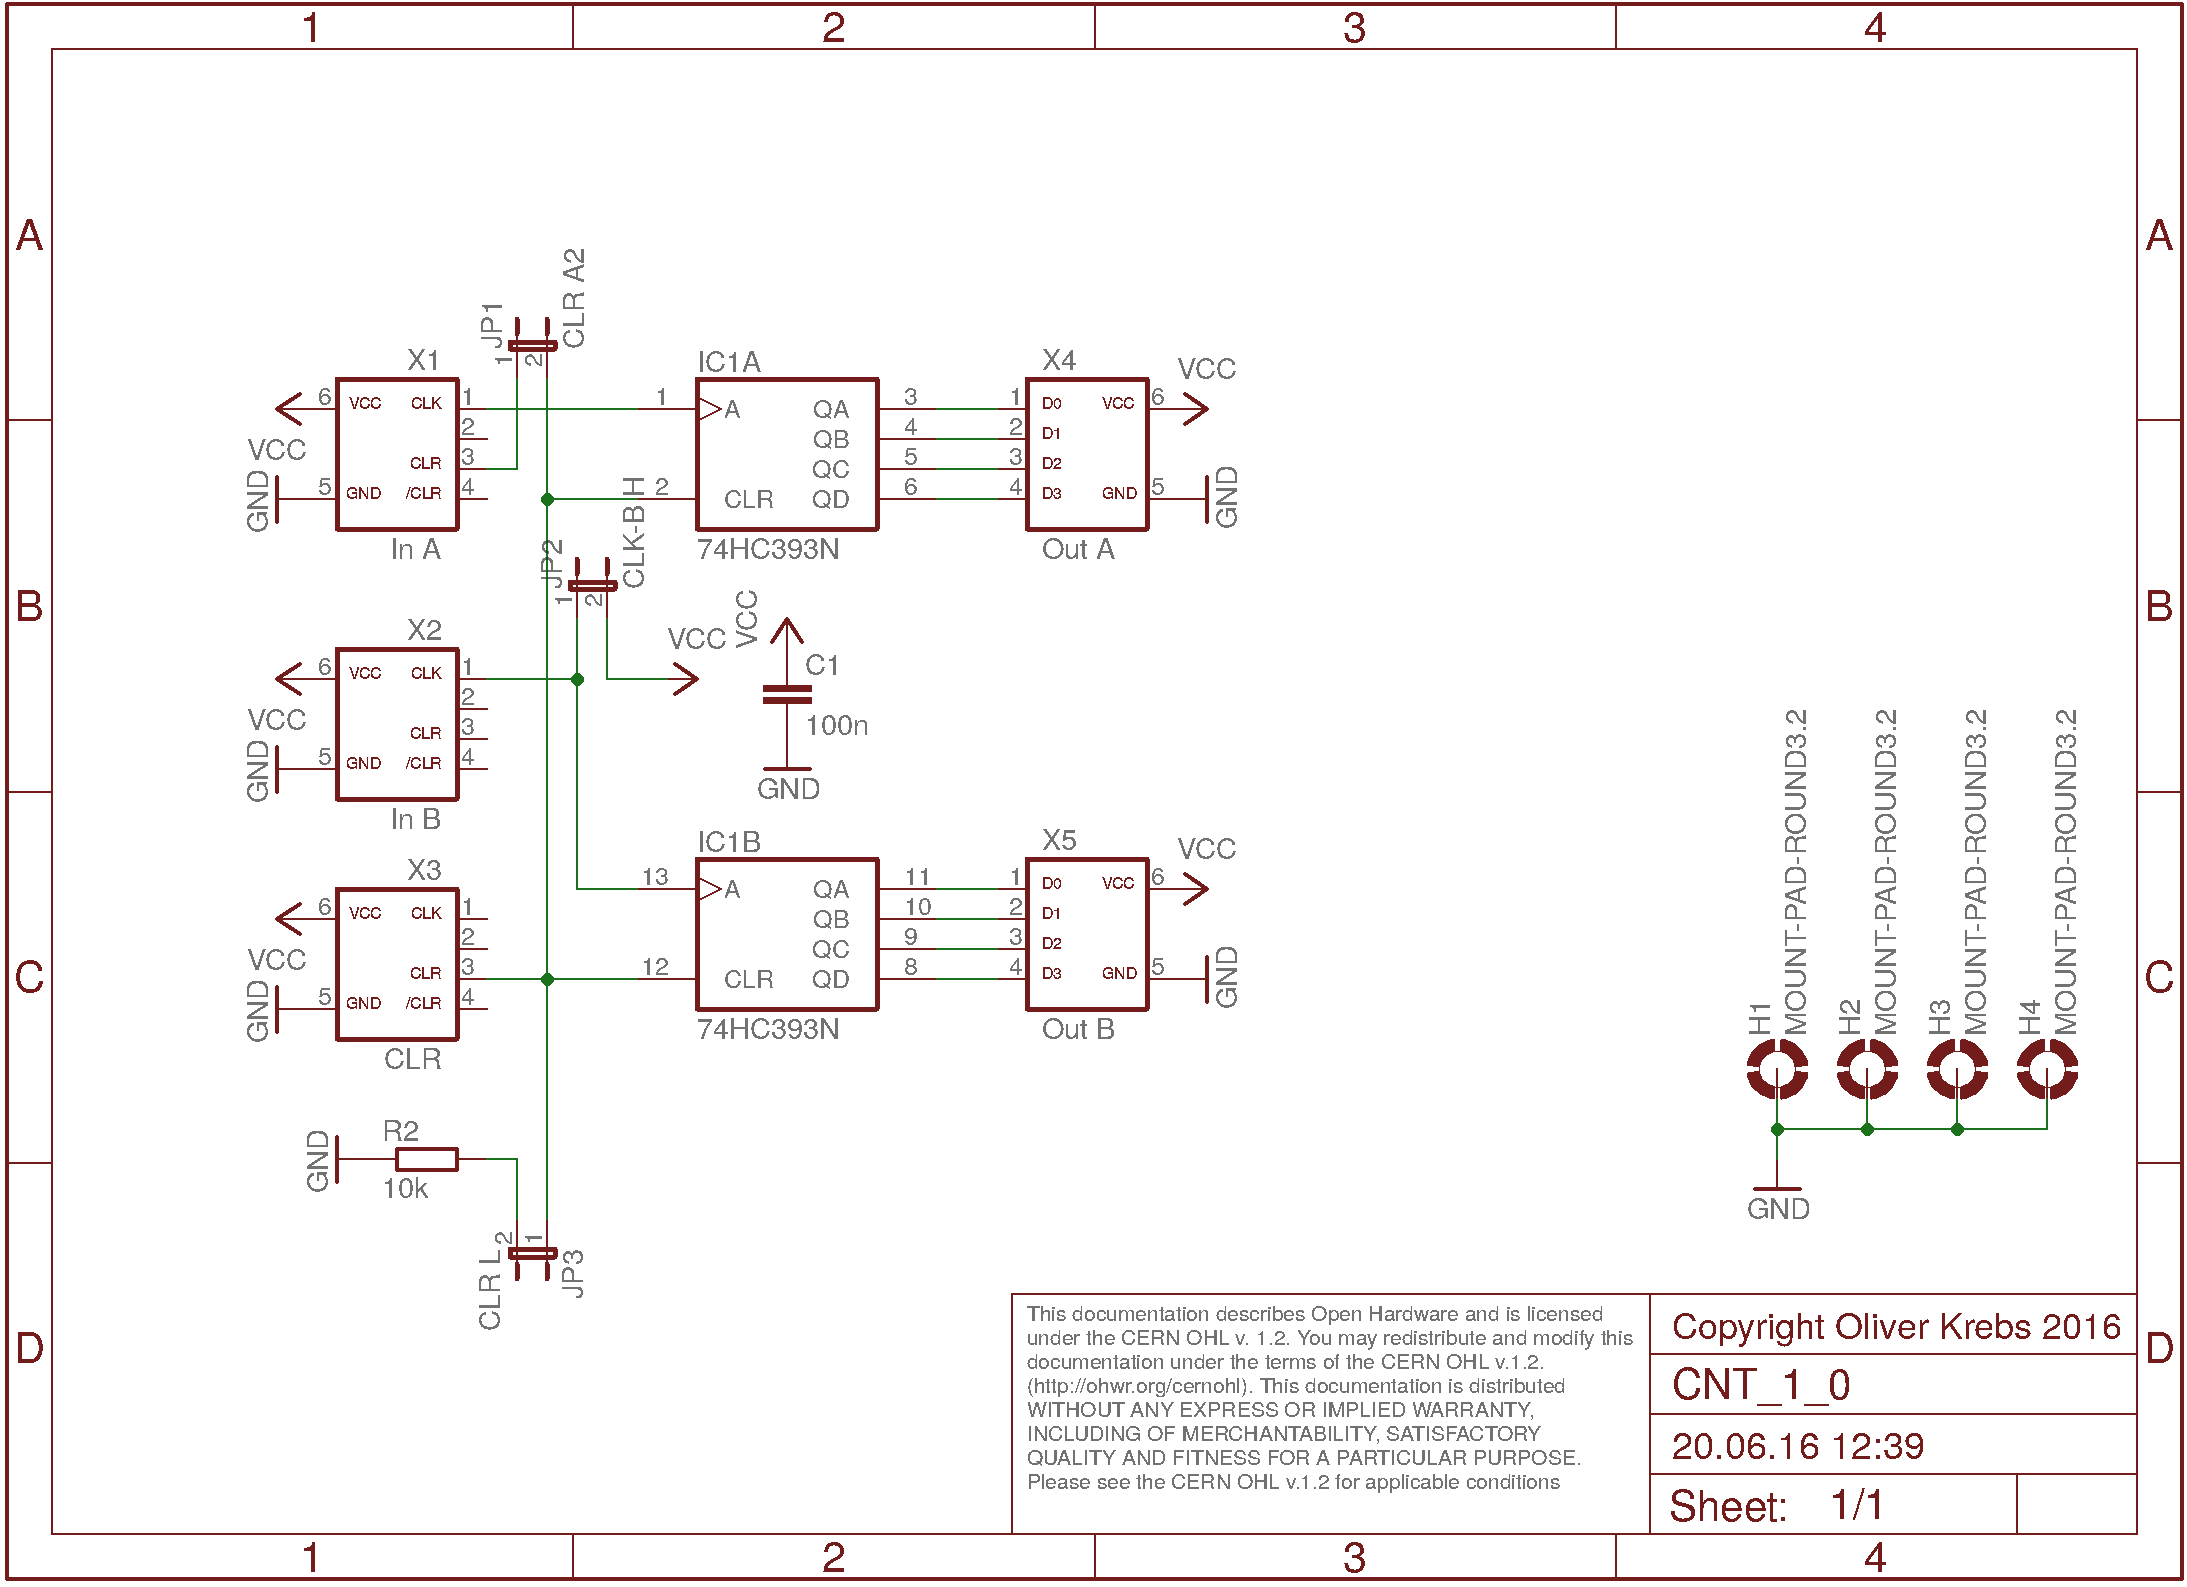 1 2 3 4
A A
B B
C C
D D
JP1
1
2
CLR A2
X1
6 VCC CLK 1
2
CLR 3
5 GND /CLR 4
VCC
GND
In A
IC1A
1 A QA 3
QB 4
QC 5
2 CLR QD 6
74HC393N
X4
1 D0 VCC 6
2 D1
3 D2
4 D3 GND 5
VCC
GND
Out A
JP2
1
2
CLK-B H
VCC
X2
6 VCC CLK 1
2
CLR 3
5 GND /CLR 4
VCC
GND
In B
VCC
C1
100n
GND
X3
6 VCC CLK 1
2
CLR 3
5 GND /CLR 4
VCC
GND
CLR
IC1B
13 A QA 11
QB 10
QC 9
12 CLR QD 8
74HC393N
X5
1 D0 VCC 6
2 D1
3 D2
4 D3 GND 5
VCC
GND
Out B
GND
R2
10k
CLR L
2
1
JP3
H1
MOUNT-PAD-ROUND3.2
H2
MOUNT-PAD-ROUND3.2
H3
MOUNT-PAD-ROUND3.2
H4
MOUNT-PAD-ROUND3.2
GND
This documentation describes Open Hardware and is licensed
under the CERN OHL v. 1.2. You may redistribute and modify this
documentation under the terms of the CERN OHL v.1.2.
(http://ohwr.org/cernohl). This documentation is distributed
WITHOUT ANY EXPRESS OR IMPLIED WARRANTY,
INCLUDING OF MERCHANTABILITY, SATISFACTORY
QUALITY AND FITNESS FOR A PARTICULAR PURPOSE.
Please see the CERN OHL v.1.2 for applicable conditions
Copyright Oliver Krebs 2016
CNT_1_0
20.06.16 12:39
Sheet: 1/1
1 2 3 4